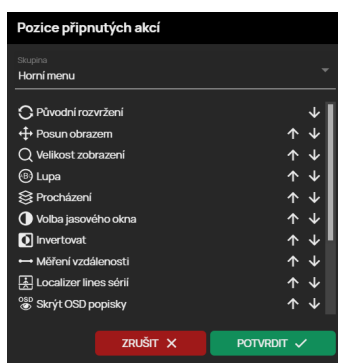 Pozice připnutých akcí
Skupina
Horní menu
Původní rozvržení
Posun obrazem
Velikost zobrazení
B Lupa
Procházení
Volba jasového okna
Invertovat
Měření vzdálenosti
Localizer lines sérií
OSD Skrýt OSD popisky
ZRUŠIT
POTVRDIT